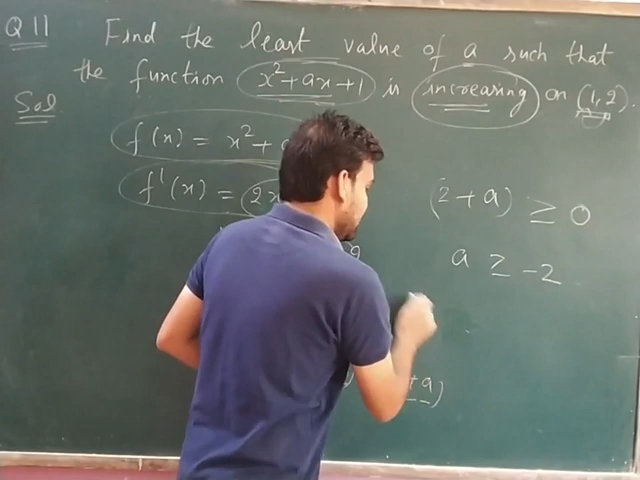 Q 11 Find the least value of a such that
the function x² + ax + 1 is increasing on (1, 2)
Sol
f(x) = x² +
f'(x) = 2x
(2 + a) ≥ 0
a ≥ -2
+ a)